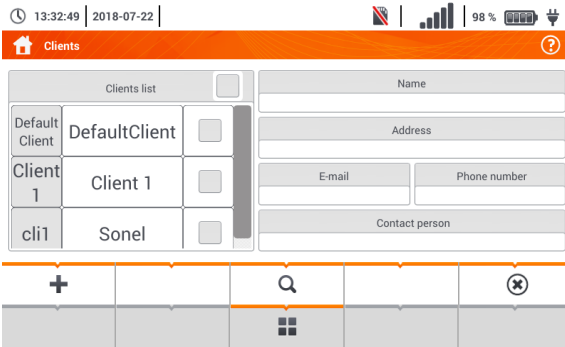 13:32:49 2018-07-22 98 %
Clients ?
Clients list
Default Client DefaultClient
Client 1 Client 1
cli1 Sonel
Name
Address
E-mail Phone number
Contact person